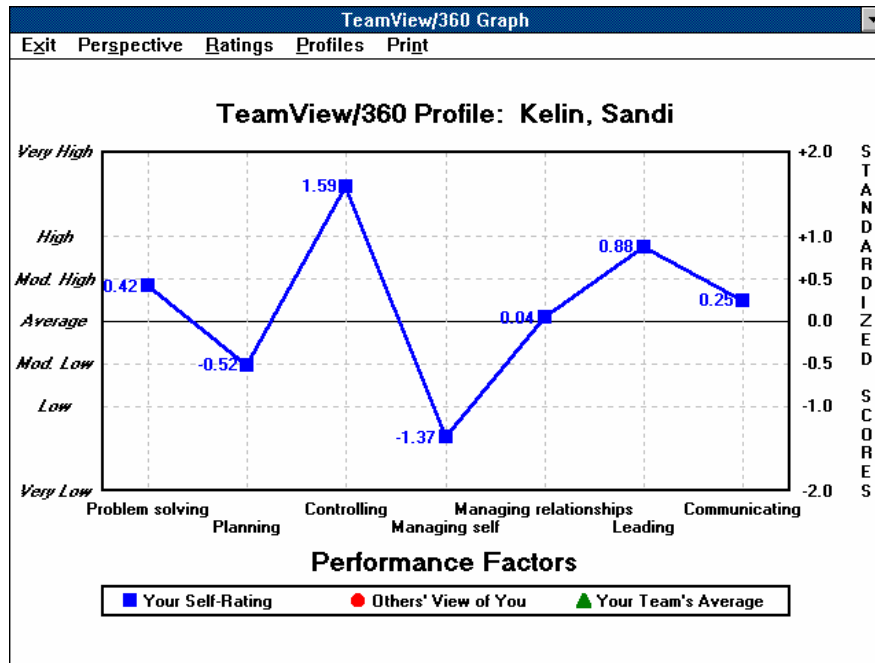 TeamView/360 Graph
Exit Perspective Ratings Profiles Print
TeamView/360 Profile: Kelin, Sandi
Very High
High
Mod. High
Average
Mod. Low
Low
Very Low
0.42
-0.52
1.59
-1.37
0.04
0.88
0.25
+2.0
+1.0
+0.5
0.0
-0.5
-1.0
-2.0
STANDARDIZED SCORES
Problem solving Controlling Managing relationships Communicating
Planning Managing self Leading
Performance Factors
Your Self-Rating Others' View of You Your Team's Average